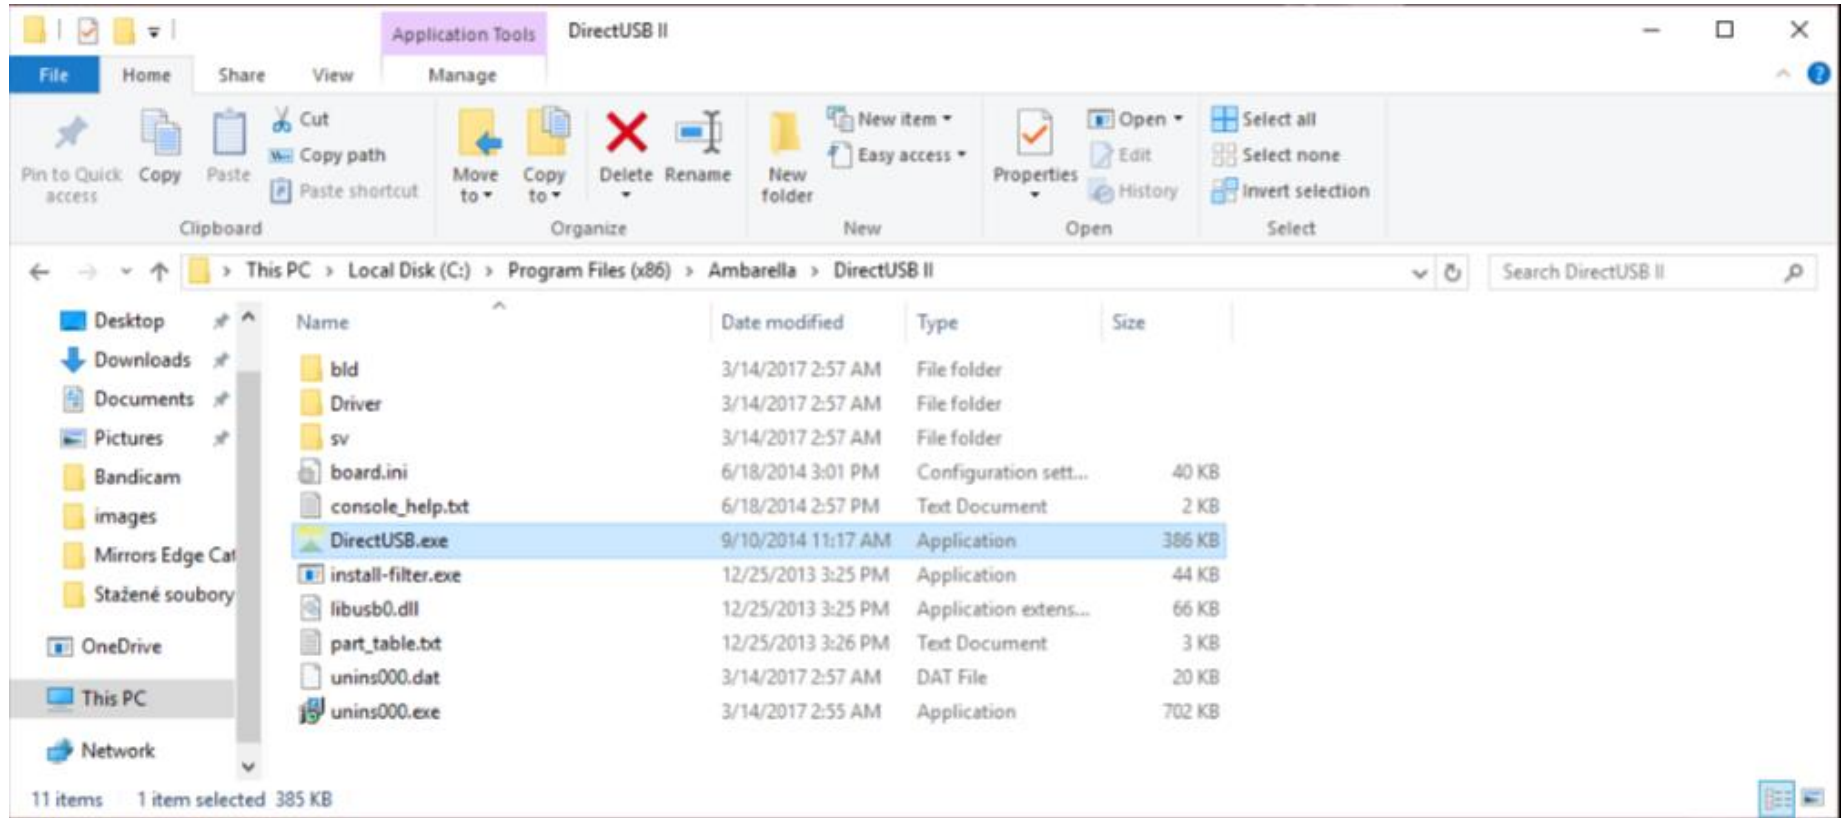 Application Tools DirectUSB II
File Home Share View Manage
Pin to Quick access
Copy
Paste
Cut
Copy path
Paste shortcut
Clipboard
Move to
Copy to
Delete
Rename
Organize
New folder
New item
Easy access
New
Properties
Open
Edit
History
Open
Select all
Select none
Invert selection
Select
This PC > Local Disk (C:) > Program Files (x86) > Ambarella > DirectUSB II
Search DirectUSB II
Desktop
Downloads
Documents
Pictures
Bandicam
images
Mirrors Edge Cat
Stažené soubory
OneDrive
This PC
Network
Name Date modified Type Size
bld 3/14/2017 2:57 AM File folder
Driver 3/14/2017 2:57 AM File folder
sv 3/14/2017 2:57 AM File folder
board.ini 6/18/2014 3:01 PM Configuration sett... 40 KB
console_help.txt 6/18/2014 2:57 PM Text Document 2 KB
DirectUSB.exe 9/10/2014 11:17 AM Application 386 KB
install-filter.exe 12/25/2013 3:25 PM Application 44 KB
libusb0.dll 12/25/2013 3:25 PM Application extens... 66 KB
part_table.txt 12/25/2013 3:26 PM Text Document 3 KB
unins000.dat 3/14/2017 2:57 AM DAT File 20 KB
unins000.exe 3/14/2017 2:55 AM Application 702 KB
11 items 1 item selected 385 KB